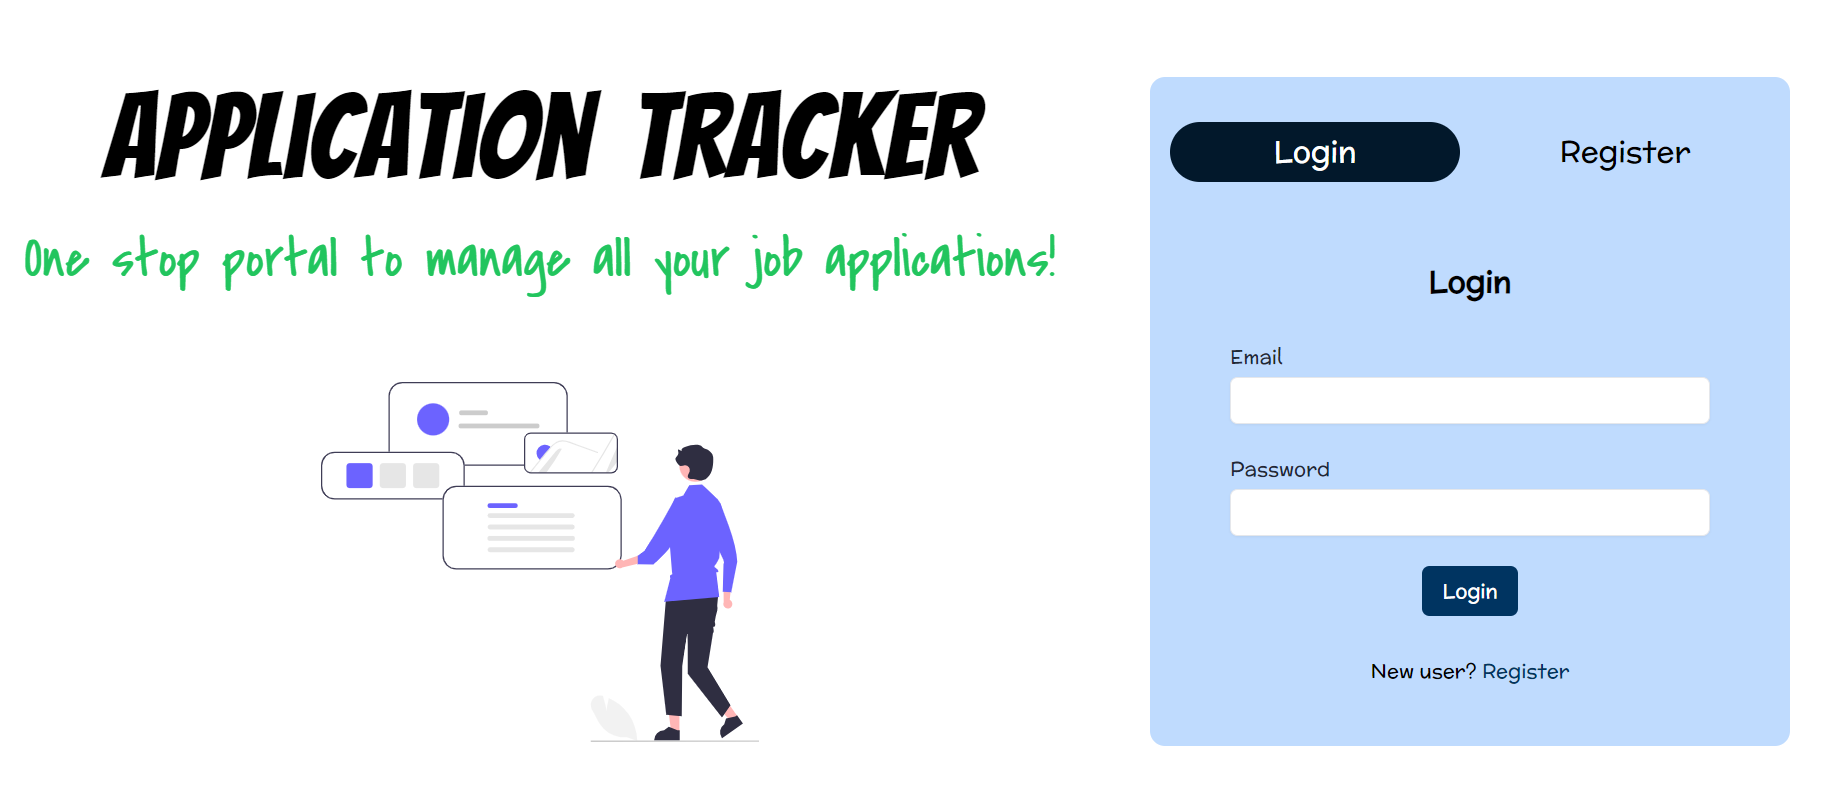 APPLICATION TRACKER
One stop portal to manage all your job applications!
Login
Register
Login
Email
Password
Login
New user? Register